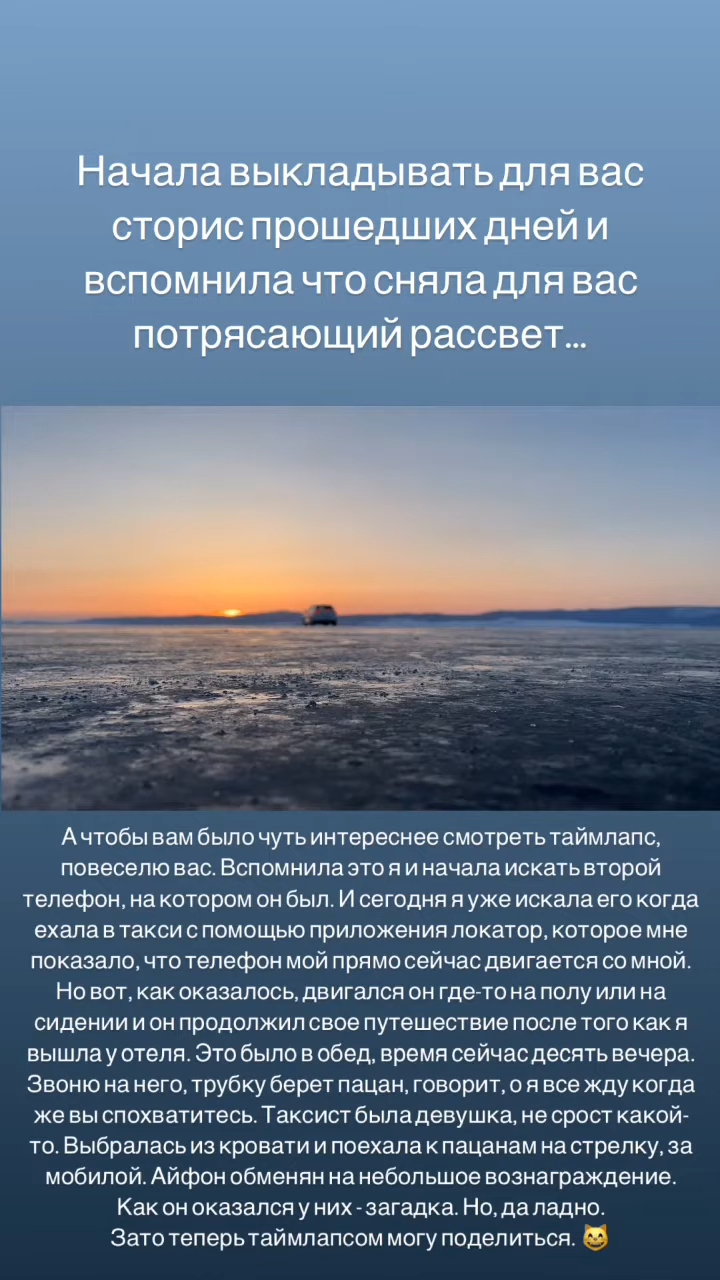 Начала выкладывать для вас
сторис прошедших дней и
вспомнила что сняла для вас
потрясающий рассвет...
А чтобы вам было чуть интереснее смотреть таймлапс,
повеселю вас. Вспомнила это я и начала искать второй
телефон, на котором он был. И сегодня я уже искала его когда
ехала в такси с помощью приложения локатор, которое мне
показало, что телефон мой прямо сейчас двигается со мной.
Но вот, как оказалось, двигался он где-то на полу или на
сидении и он продолжил свое путешествие после того как я
вышла у отеля. Это было в обед, время сейчас десять вечера.
Звоню на него, трубку берет пацан, говорит, о я все жду когда
же вы спохватитесь. Таксист была девушка, не срост какой-
то. Выбралась из кровати и поехала к пацанам на стрелку, за
мобилой. Айфон обменян на небольшое вознаграждение.
Как он оказался у них - загадка. Но, да ладно.
Зато теперь таймлапсом могу поделиться. 😸